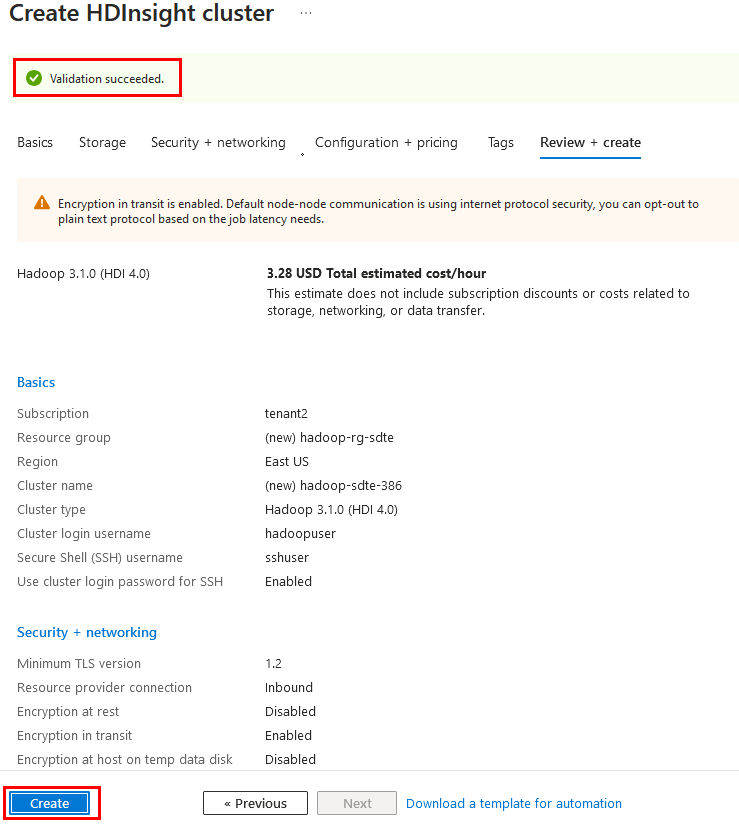 Create HDInsight cluster ...
Validation succeeded.
Basics Storage Security + networking Configuration + pricing Tags Review + create
Encryption in transit is enabled. Default node-node communication is using internet protocol security, you can opt-out to
plain text protocol based on the job latency needs.
Hadoop 3.1.0 (HDI 4.0) 3.28 USD Total estimated cost/hour
This estimate does not include subscription discounts or costs related to
storage, networking, or data transfer.
Basics
Subscription tenant2
Resource group (new) hadoop-rg-sdte
Region East US
Cluster name (new) hadoop-sdte-386
Cluster type Hadoop 3.1.0 (HDI 4.0)
Cluster login username hadoopuser
Secure Shell (SSH) username sshuser
Use cluster login password for SSH Enabled
Security + networking
Minimum TLS version 1.2
Resource provider connection Inbound
Encryption at rest Disabled
Encryption in transit Enabled
Encryption at host on temp data disk Disabled
Create « Previous Next Download a template for automation